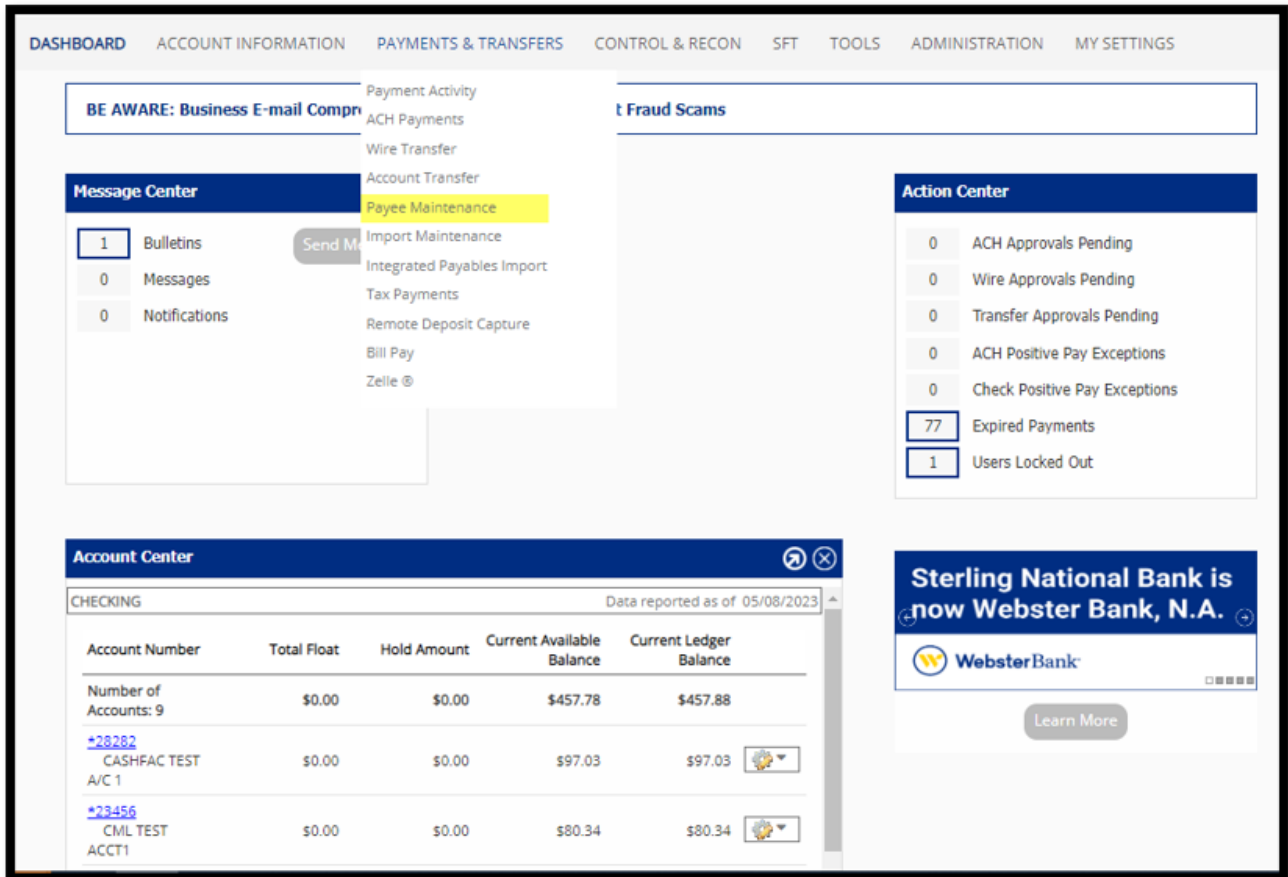 DASHBOARD ACCOUNT INFORMATION PAYMENTS & TRANSFERS CONTROL & RECON SFT TOOLS ADMINISTRATION MY SETTINGS
BE AWARE: Business E-mail Compr t Fraud Scams
Payment Activity
ACH Payments
Wire Transfer
Account Transfer
Payee Maintenance
Import Maintenance
Integrated Payables Import
Tax Payments
Remote Deposit Capture
Bill Pay
Zelle ®
Message Center
1 Bulletins
Send M
0 Messages
0 Notifications
Action Center
0 ACH Approvals Pending
0 Wire Approvals Pending
0 Transfer Approvals Pending
0 ACH Positive Pay Exceptions
0 Check Positive Pay Exceptions
77 Expired Payments
1 Users Locked Out
Account Center
CHECKING Data reported as of 05/08/2023
Account Number Total Float Hold Amount Current Available Balance Current Ledger Balance
Number of Accounts: 9 $0.00 $0.00 $457.78 $457.88
*28282
CASHFAC TEST A/C 1 $0.00 $0.00 $97.03 $97.03
*23456
CML TEST ACCT1 $0.00 $0.00 $80.34 $80.34
Sterling National Bank is
now Webster Bank, N.A.
W WebsterBank
Learn More